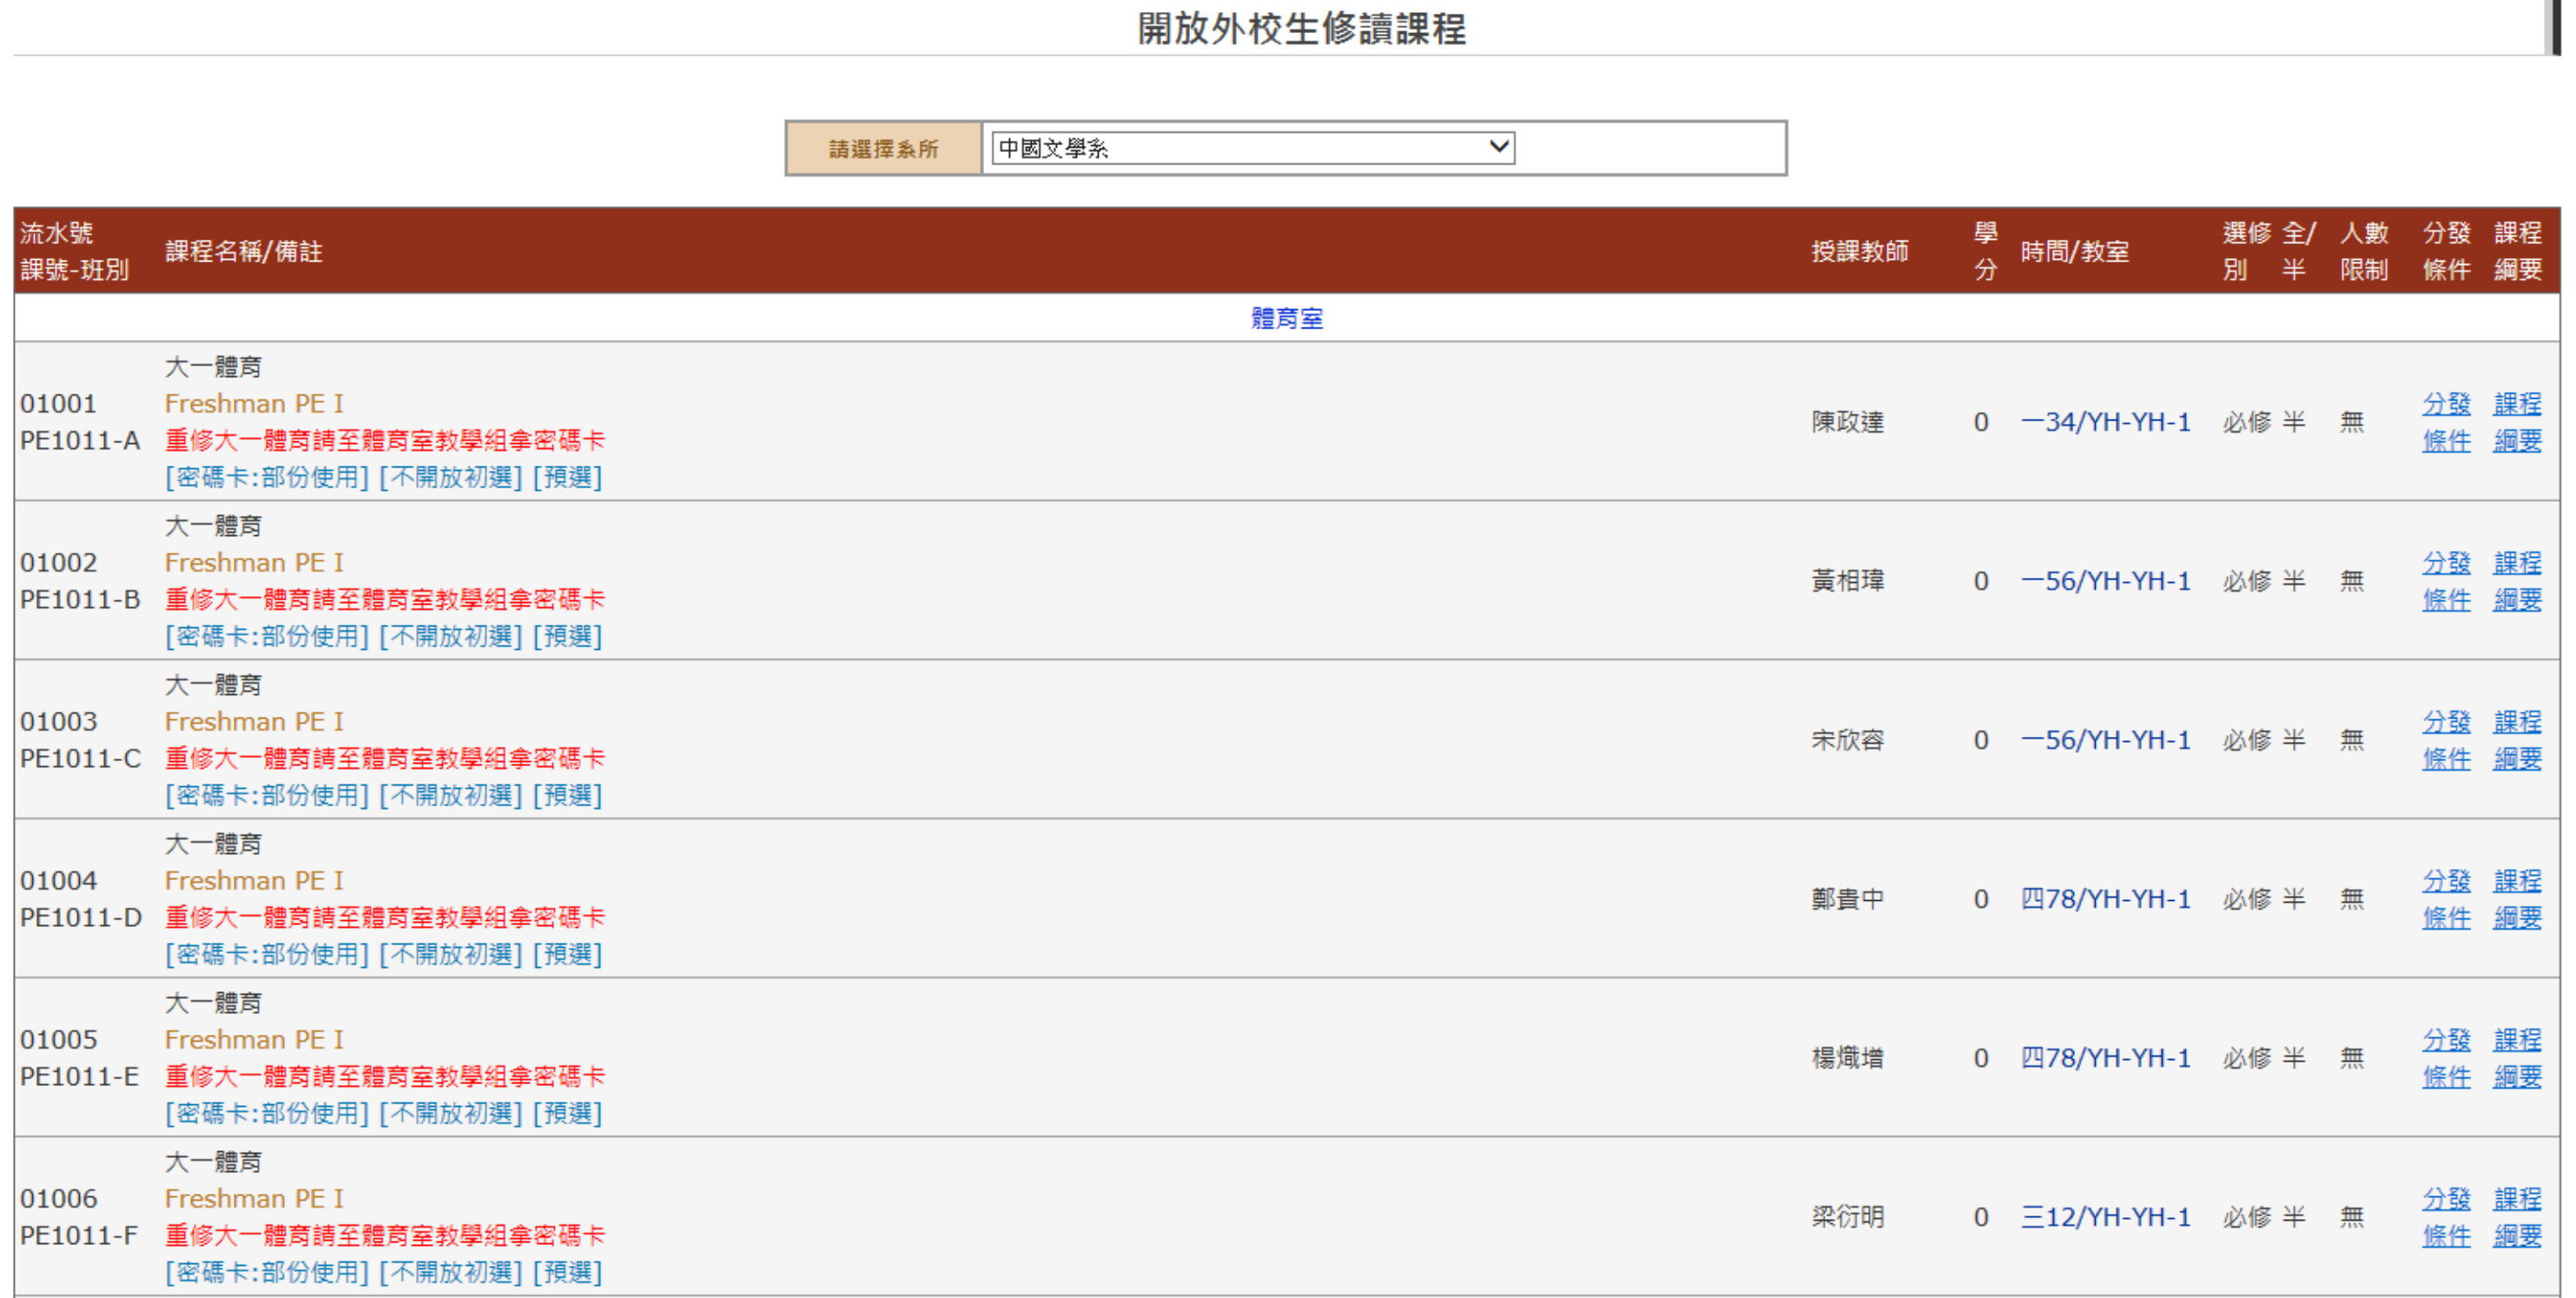 開放外校生修讀課程
請選擇系所 中國文學系
流水號
課號-班別 課程名稱/備註 授課教師 學分 時間/教室 選修別 全/半 人數限制 分發條件 課程綱要
體育室
01001
PE1011-A
大一體育
Freshman PE I
重修大一體育請至體育室教學組拿密碼卡
[密碼卡:部份使用] [不開放初選] [預選]
陳政達 0 一34/YH-YH-1 必修 半 無 分發條件 課程綱要
01002
PE1011-B
大一體育
Freshman PE I
重修大一體育請至體育室教學組拿密碼卡
[密碼卡:部份使用] [不開放初選] [預選]
黃相瑋 0 一56/YH-YH-1 必修 半 無 分發條件 課程綱要
01003
PE1011-C
大一體育
Freshman PE I
重修大一體育請至體育室教學組拿密碼卡
[密碼卡:部份使用] [不開放初選] [預選]
宋欣容 0 一56/YH-YH-1 必修 半 無 分發條件 課程綱要
01004
PE1011-D
大一體育
Freshman PE I
重修大一體育請至體育室教學組拿密碼卡
[密碼卡:部份使用] [不開放初選] [預選]
鄭貴中 0 四78/YH-YH-1 必修 半 無 分發條件 課程綱要
01005
PE1011-E
大一體育
Freshman PE I
重修大一體育請至體育室教學組拿密碼卡
[密碼卡:部份使用] [不開放初選] [預選]
楊熾增 0 四78/YH-YH-1 必修 半 無 分發條件 課程綱要
01006
PE1011-F
大一體育
Freshman PE I
重修大一體育請至體育室教學組拿密碼卡
[密碼卡:部份使用] [不開放初選] [預選]
梁衍明 0 三12/YH-YH-1 必修 半 無 分發條件 課程綱要